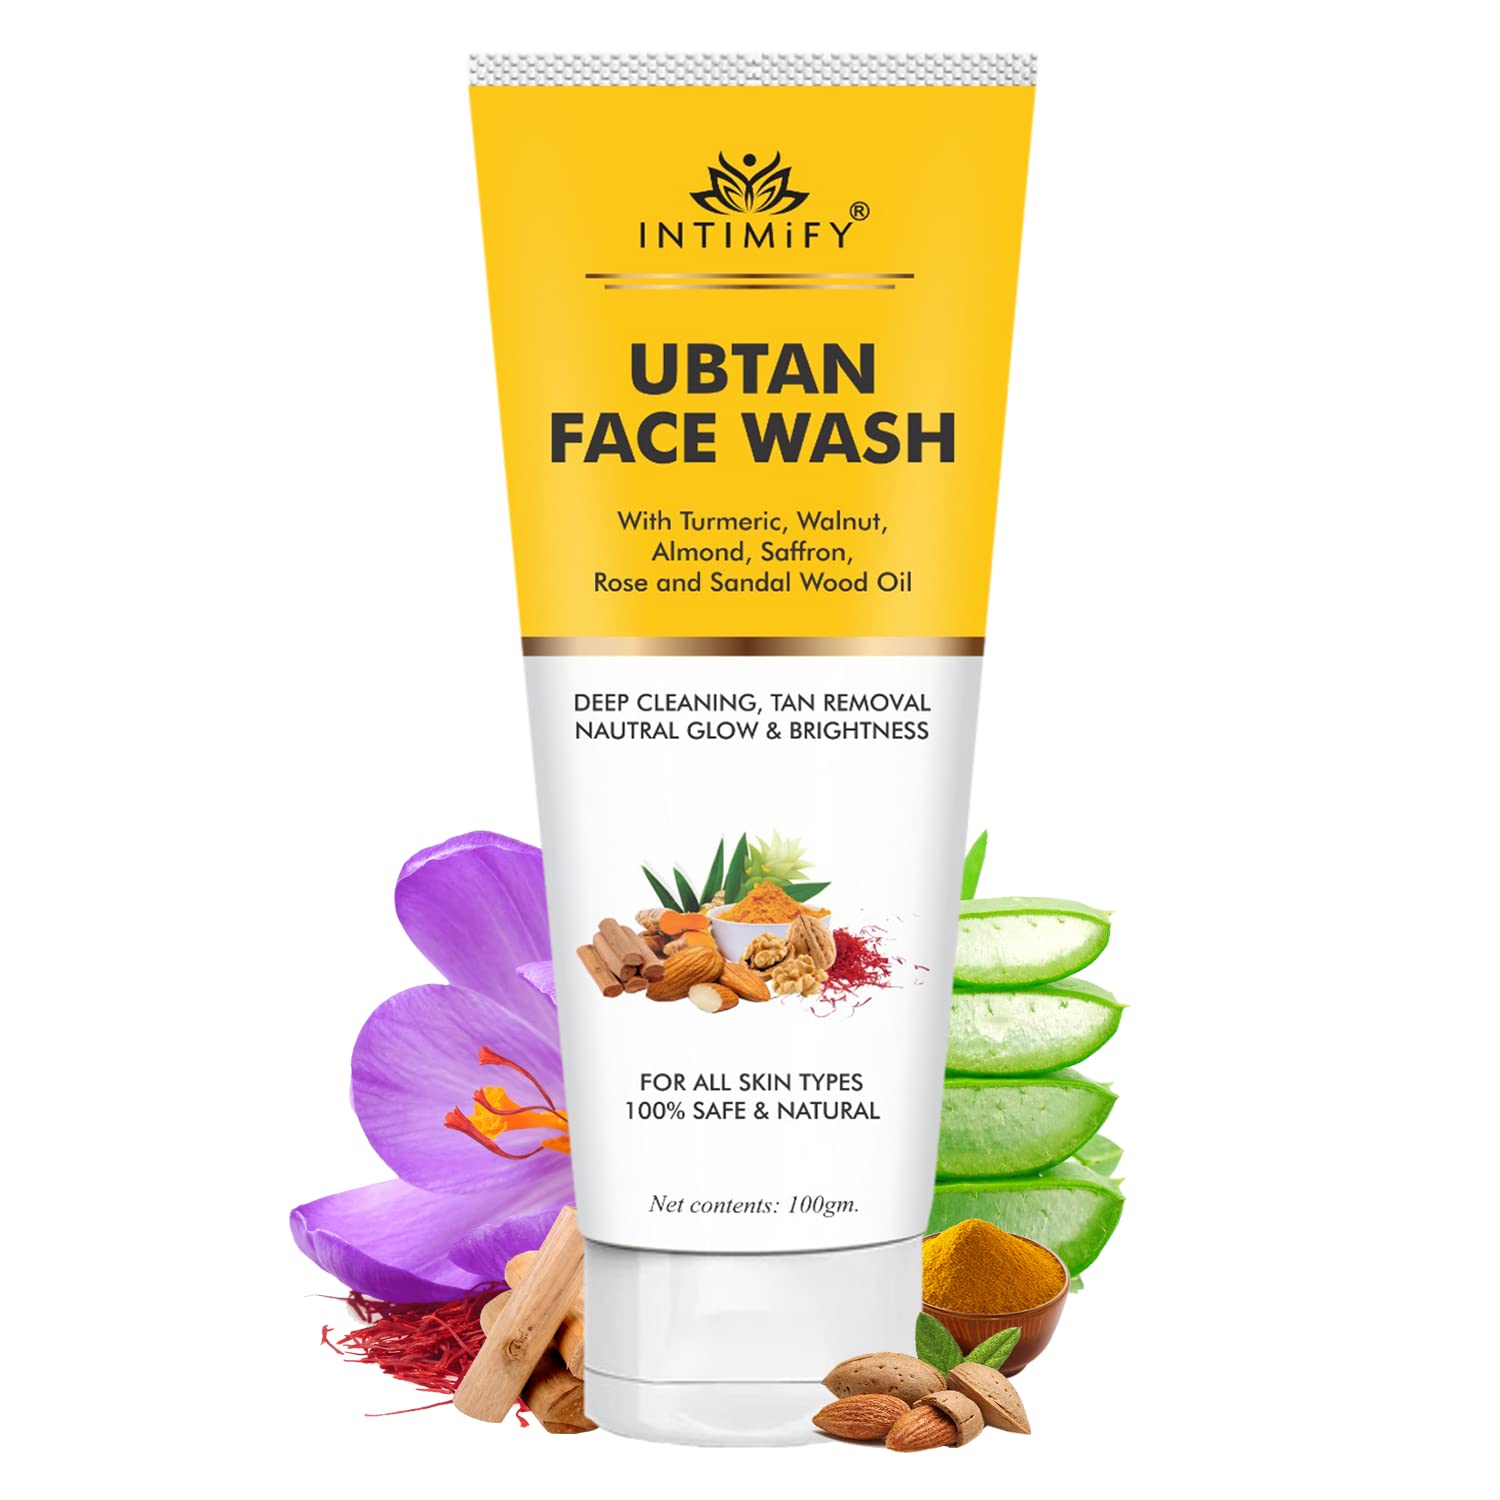 INTIMiFY®
UBTAN
FACE WASH
With Turmeric, Walnut,
Almond, Saffron,
Rose and Sandal Wood Oil
DEEP CLEANING, TAN REMOVAL
NAUTRAL GLOW & BRIGHTNESS
FOR ALL SKIN TYPES
100% SAFE & NATURAL
Net contents: 100gm.